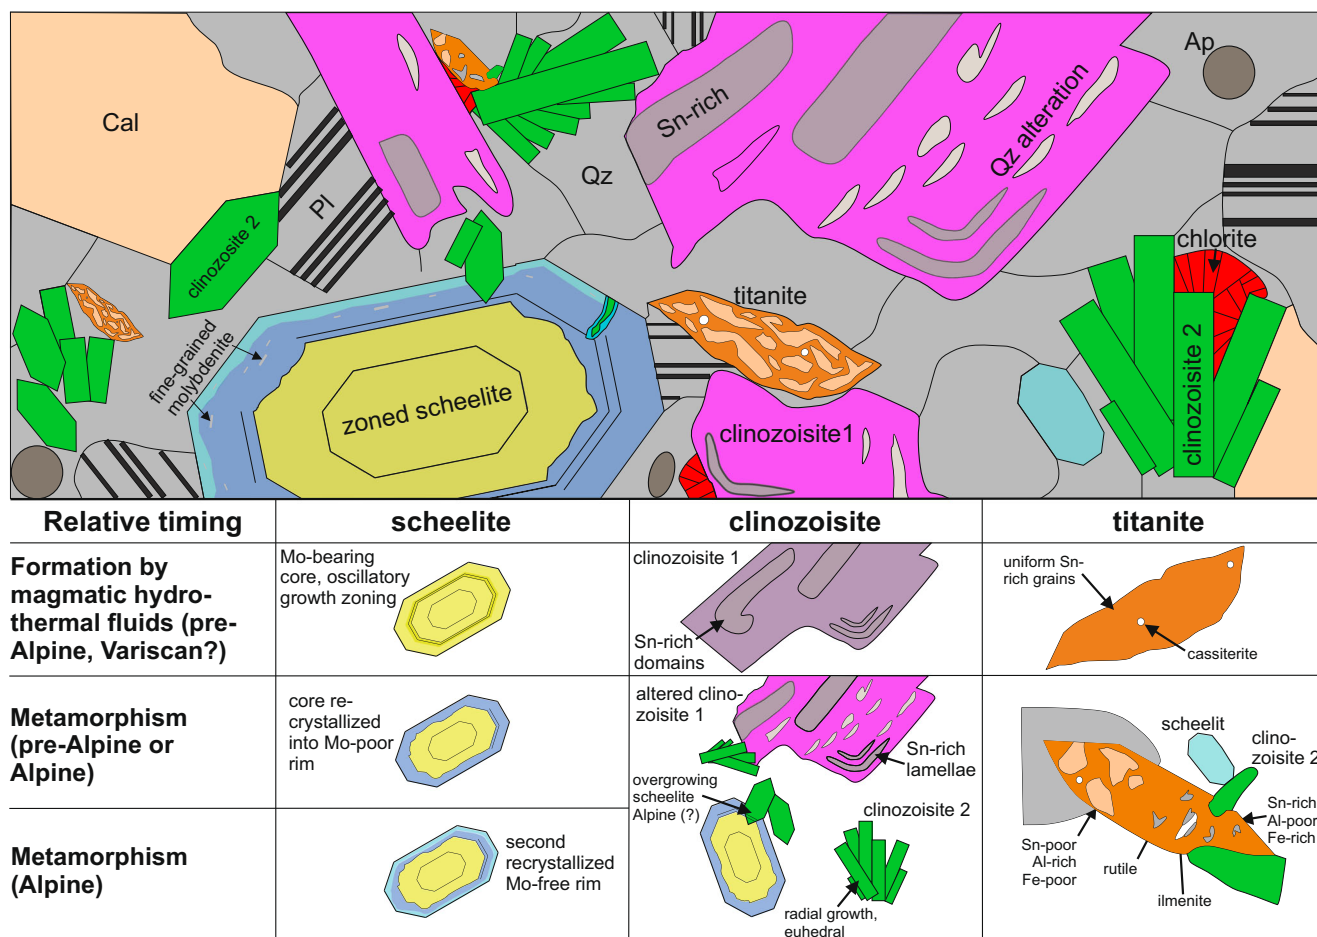 Cal
Pl
Qz
Sn-rich
Qz alteration
Ap
clinozosite 2
fine-grained
molybdenite
zoned scheelite
titanite
clinozoisite1
chlorite
clinozoisite 2
Relative timing
scheelite
clinozoisite
titanite
Formation by
magmatic hydro-
thermal fluids (pre-
Alpine, Variscan?)
Mo-bearing
core, oscillatory
growth zoning
clinozoisite 1
Sn-rich
domains
uniform Sn-
rich grains
cassiterite
Metamorphism
(pre-Alpine or
Alpine)
core re-
crystallized
into Mo-poor
rim
altered clino-
zoisite 1
Sn-rich
lamellae
overgrowing
scheelite
Alpine (?)
clinozoisite 2
radial growth,
euhedral
scheelit
clino-
zoisite 2
Sn-rich
Al-poor
Fe-rich
Sn-poor
Al-rich
Fe-poor
rutile
ilmenite
Metamorphism
(Alpine)
second
recrystallized
Mo-free rim